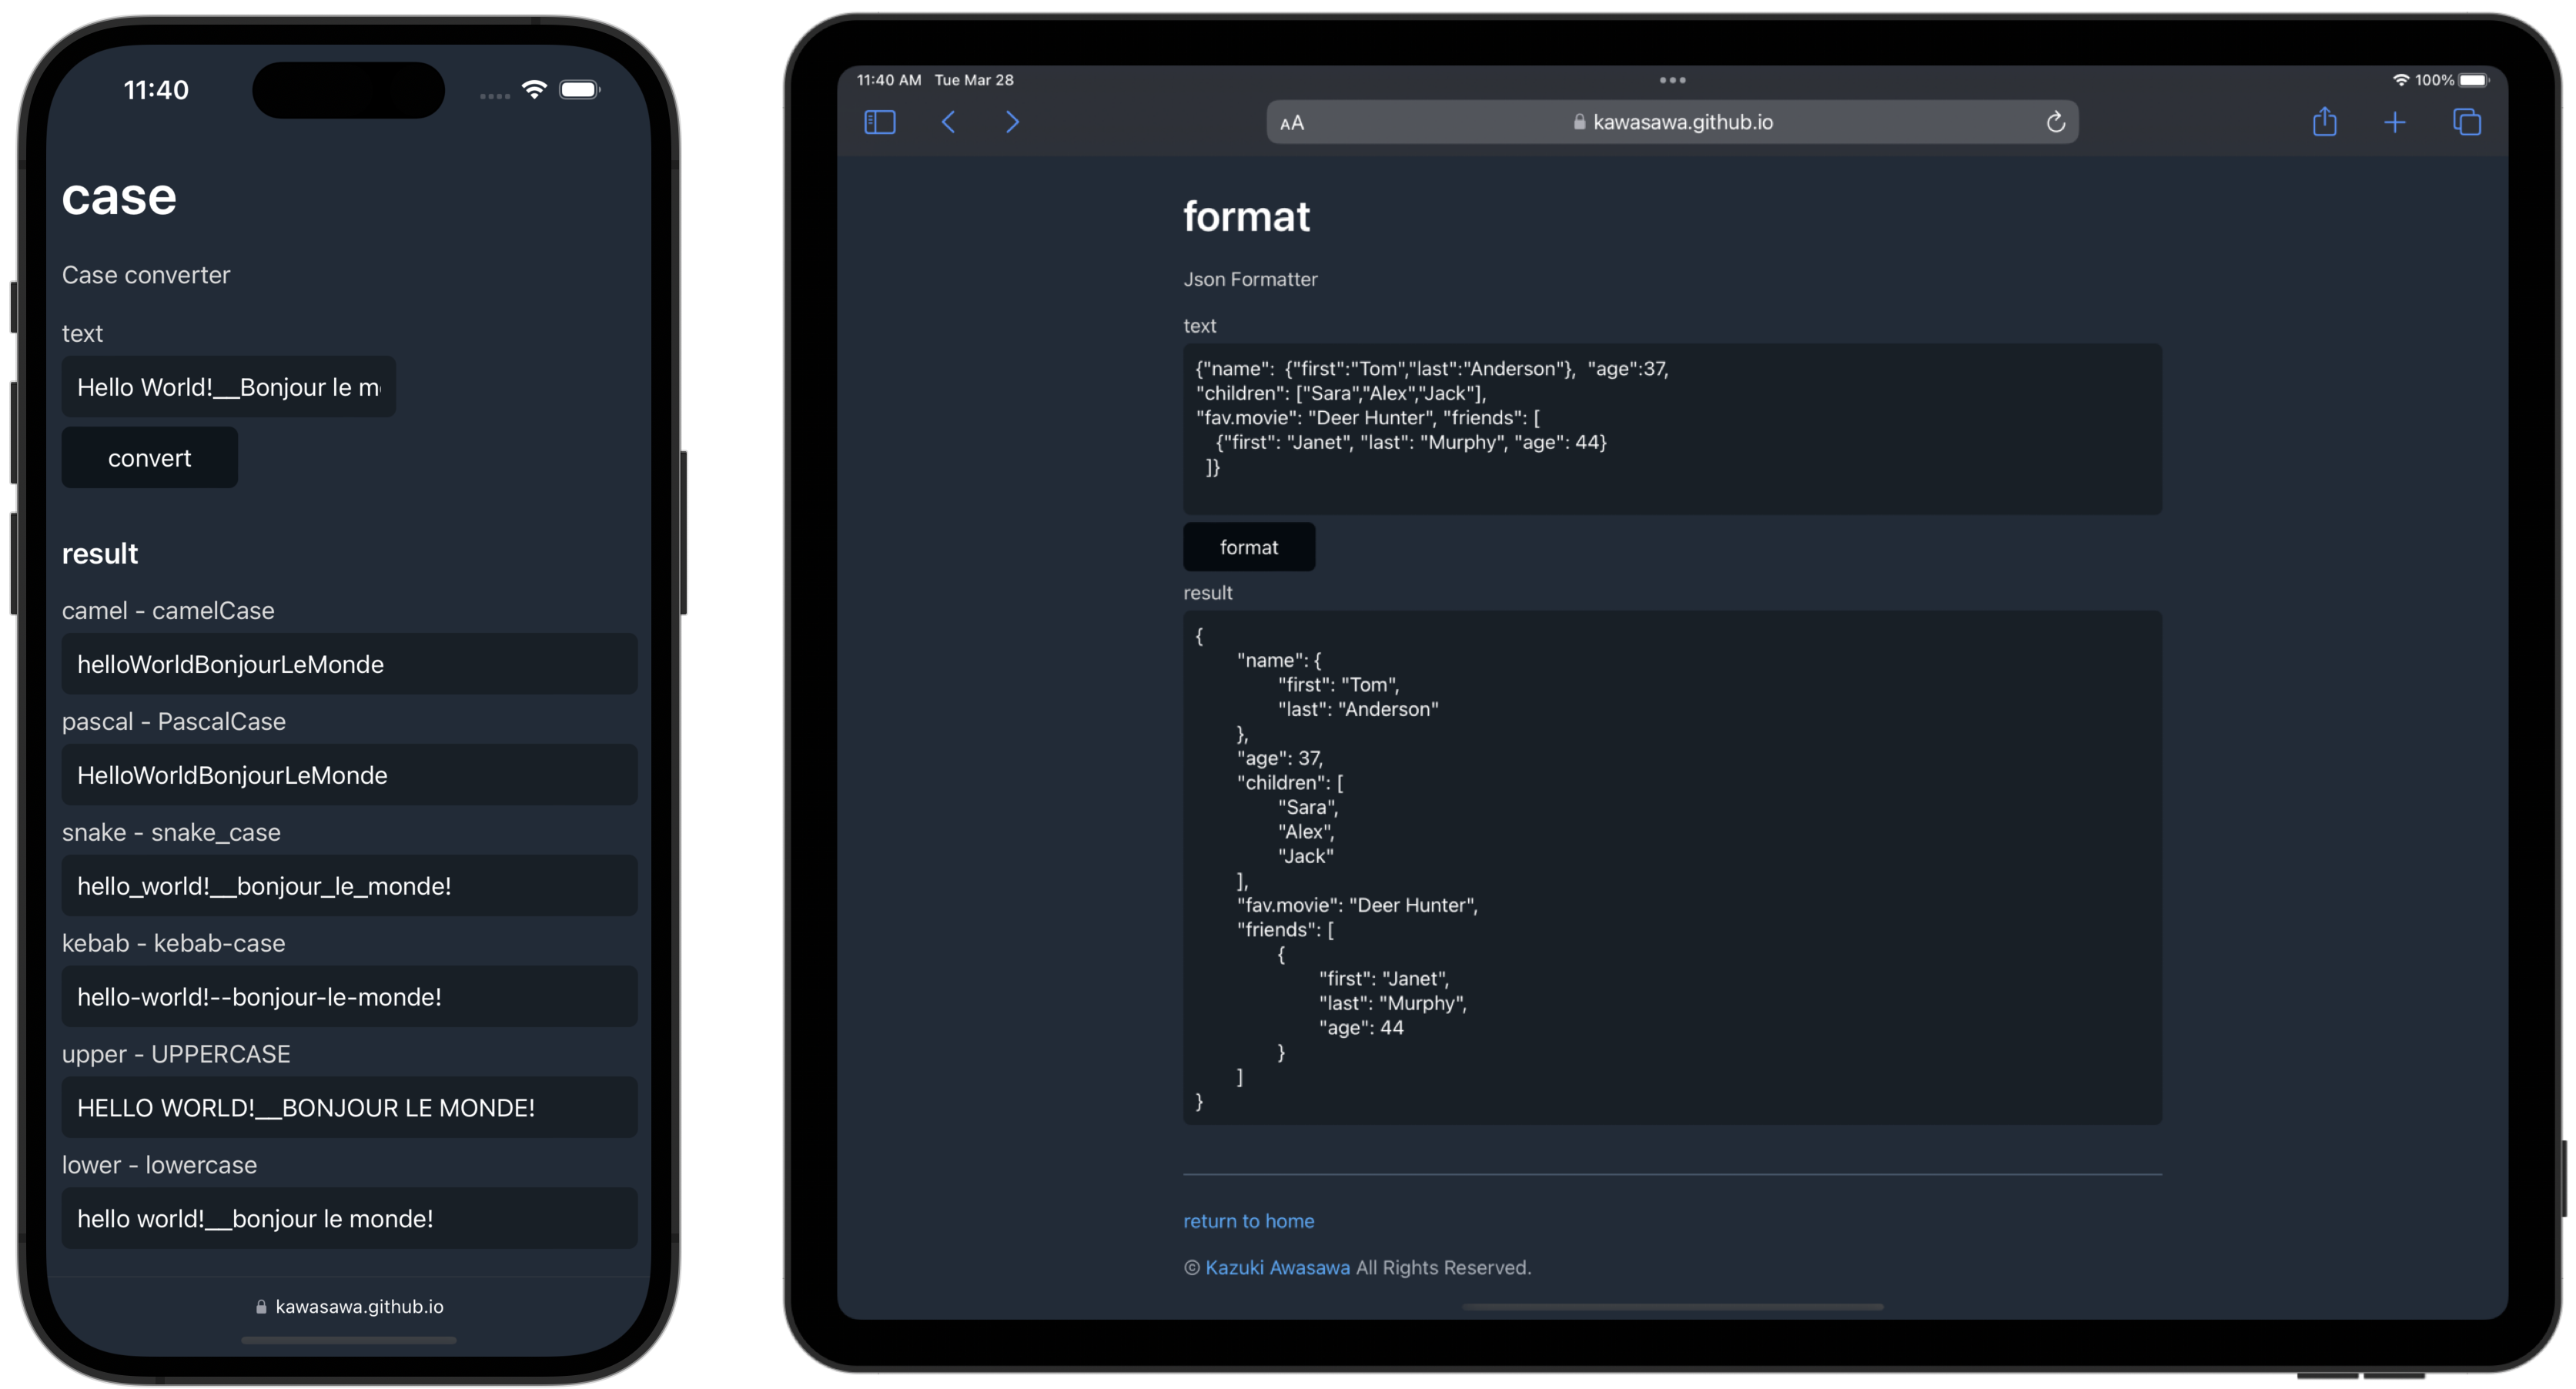 11:40
case
Case converter
text
Hello World!__Bonjour le m
convert
result
camel - camelCase
helloWorldBonjourLeMonde
pascal - PascalCase
HelloWorldBonjourLeMonde
snake - snake_case
hello_world!__bonjour_le_monde!
kebab - kebab-case
hello-world!--bonjour-le-monde!
upper - UPPERCASE
HELLO WORLD!__BONJOUR LE MONDE!
lower - lowercase
hello world!__bonjour le monde!
kawasawa.github.io
11:40 AM Tue Mar 28
100%
AA
kawasawa.github.io
format
Json Formatter
text
{"name":  {"first":"Tom","last":"Anderson"},  "age":37,
"children": ["Sara","Alex","Jack"],
"fav.movie": "Deer Hunter", "friends": [
  {"first": "Janet", "last": "Murphy", "age": 44}
 ]}
format
result
{
    "name": {
        "first": "Tom",
        "last": "Anderson"
    },
    "age": 37,
    "children": [
        "Sara",
        "Alex",
        "Jack"
    ],
    "fav.movie": "Deer Hunter",
    "friends": [
        {
            "first": "Janet",
            "last": "Murphy",
            "age": 44
        }
    ]
}
return to home
© Kazuki Awasawa All Rights Reserved.